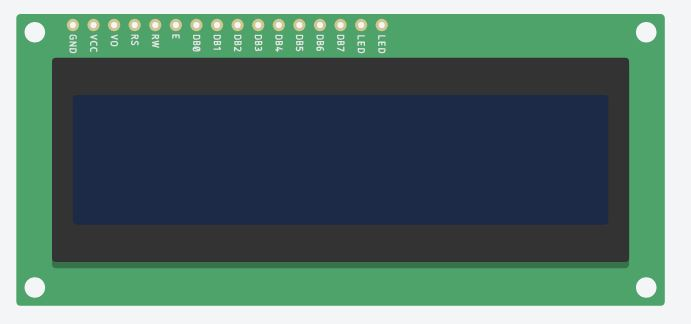 GND VCC VO RS RW E DB0 DB1 DB2 DB3 DB4 DB5 DB6 DB7 LED LED